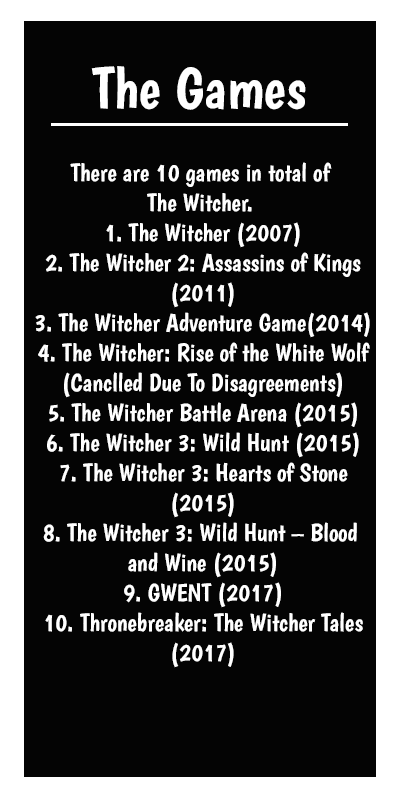 The Games
There are 10 games in total of
The Witcher.
1. The Witcher (2007)
2. The Witcher 2: Assassins of Kings
(2011)
3. The Witcher Adventure Game(2014)
4. The Witcher: Rise of the White Wolf
(Canclled Due To Disagreements)
5. The Witcher Battle Arena (2015)
6. The Witcher 3: Wild Hunt (2015)
7. The Witcher 3: Hearts of Stone
(2015)
8. The Witcher 3: Wild Hunt – Blood
and Wine (2015)
9. GWENT (2017)
10. Thronebreaker: The Witcher Tales
(2017)